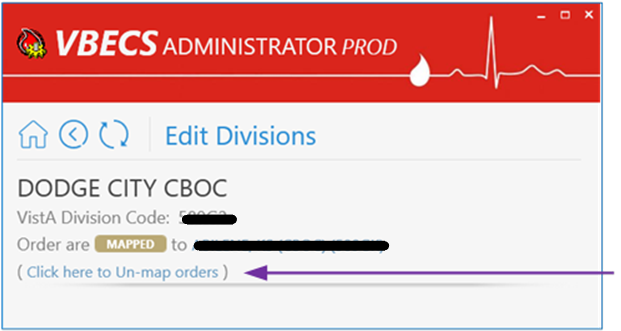 VBECS ADMINISTRATOR PROD
Edit Divisions
DODGE CITY CBOC
VistA Division Code:
Order are MAPPED to
( Click here to Un-map orders )